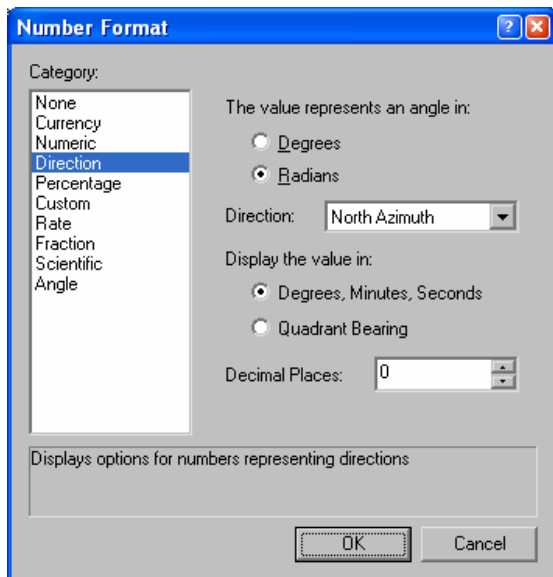 Number Format
Category:
None
Currency
Numeric
Direction
Percentage
Custom
Rate
Fraction
Scientific
Angle
The value represents an angle in:
Degrees
Radians
Direction: North Azimuth
Display the value in:
Degrees, Minutes, Seconds
Quadrant Bearing
Decimal Places: 0
Displays options for numbers representing directions
OK Cancel